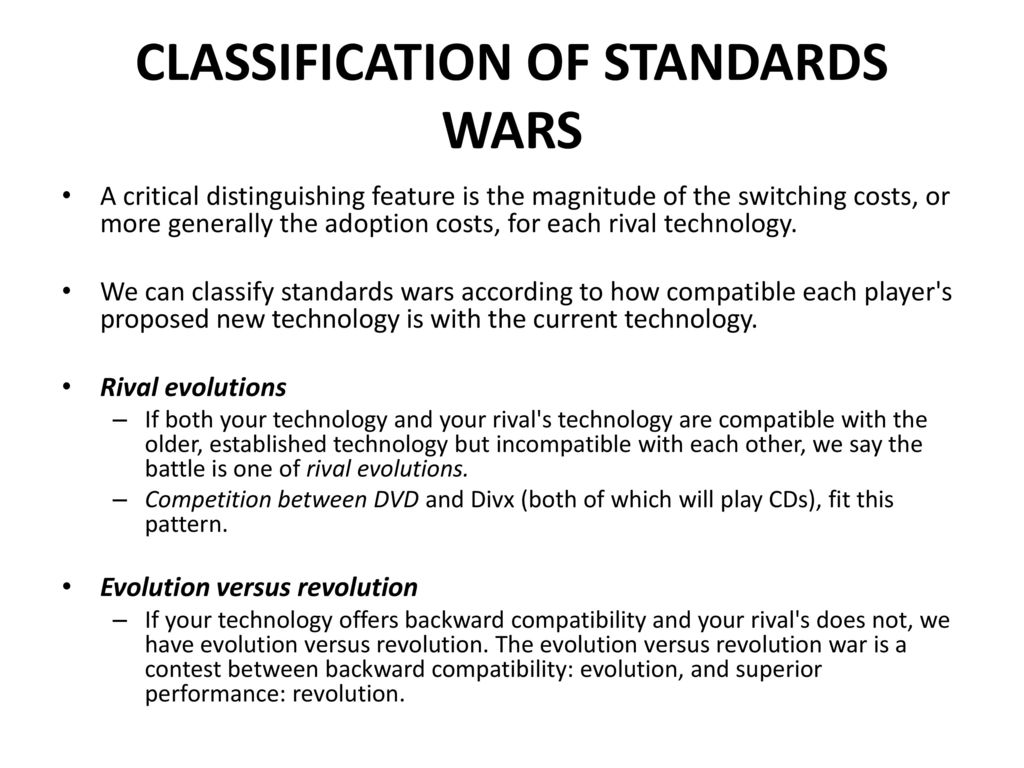 CLASSIFICATION OF STANDARDS
WARS
• A critical distinguishing feature is the magnitude of the switching costs, or
more generally the adoption costs, for each rival technology.
• We can classify standards wars according to how compatible each player's
proposed new technology is with the current technology.
• Rival evolutions
– If both your technology and your rival's technology are compatible with the
older, established technology but incompatible with each other, we say the
battle is one of rival evolutions.
– Competition between DVD and Divx (both of which will play CDs), fit this
pattern.
• Evolution versus revolution
– If your technology offers backward compatibility and your rival's does not, we
have evolution versus revolution. The evolution versus revolution war is a
contest between backward compatibility: evolution, and superior
performance: revolution.